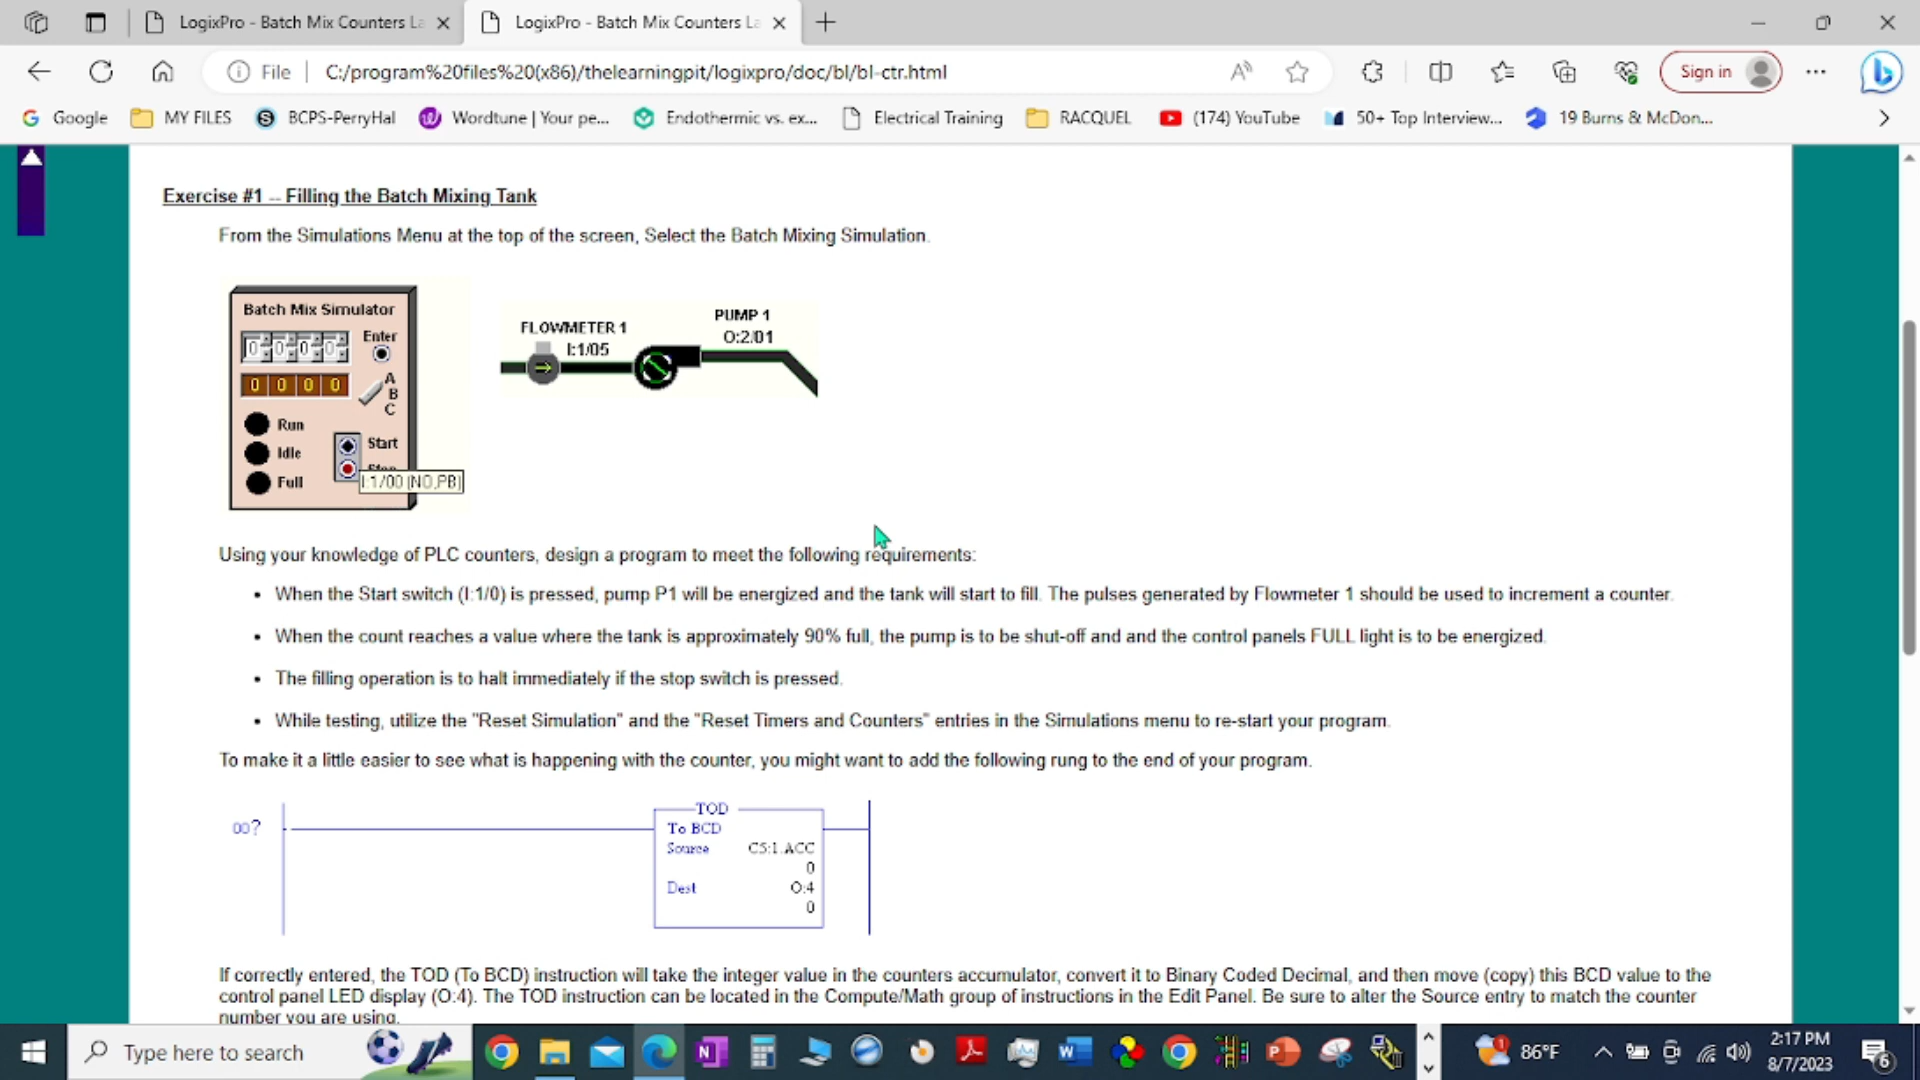 LogixPro - Batch Mix Counters La
LogixPro - Batch Mix Counters La
File
C:/program%20files%20(x86)/thelearningpit/logixpro/doc/bl/bl-ctr.html
Sign in
Google
MY FILES
BCPS-PerryHal
Wordtune | Your pe...
Endothermic vs. ex...
Electrical Training
RACQUEL
(174) YouTube
50+ Top Interview...
19 Burns & McDon...
Exercise #1 -- Filling the Batch Mixing Tank
From the Simulations Menu at the top of the screen, Select the Batch Mixing Simulation.
Batch Mix Simulator
0 0 0 0
Enter
0 0 0 0
A
B
C
Run
Start
Idle
Stop
Full
I:1/00 (NO,PB)
FLOWMETER 1
I:1/05
PUMP 1
O:2/01
Using your knowledge of PLC counters, design a program to meet the following requirements:
• When the Start switch (I:1/0) is pressed, pump P1 will be energized and the tank will start to fill. The pulses generated by Flowmeter 1 should be used to increment a counter.
• When the count reaches a value where the tank is approximately 90% full, the pump is to be shut-off and and the control panels FULL light is to be energized.
• The filling operation is to halt immediately if the stop switch is pressed.
• While testing, utilize the "Reset Simulation" and the "Reset Timers and Counters" entries in the Simulations menu to re-start your program.
To make it a little easier to see what is happening with the counter, you might want to add the following rung to the end of your program.
00?
TOD
To BCD
Source C5:1.ACC
0
Dest O:4
0
If correctly entered, the TOD (To BCD) instruction will take the integer value in the counters accumulator, convert it to Binary Coded Decimal, and then move (copy) this BCD value to the
control panel LED display (O:4). The TOD instruction can be located in the Compute/Math group of instructions in the Edit Panel. Be sure to alter the Source entry to match the counter
number you are using.
Type here to search
86°F
2:17 PM
8/7/2023
6